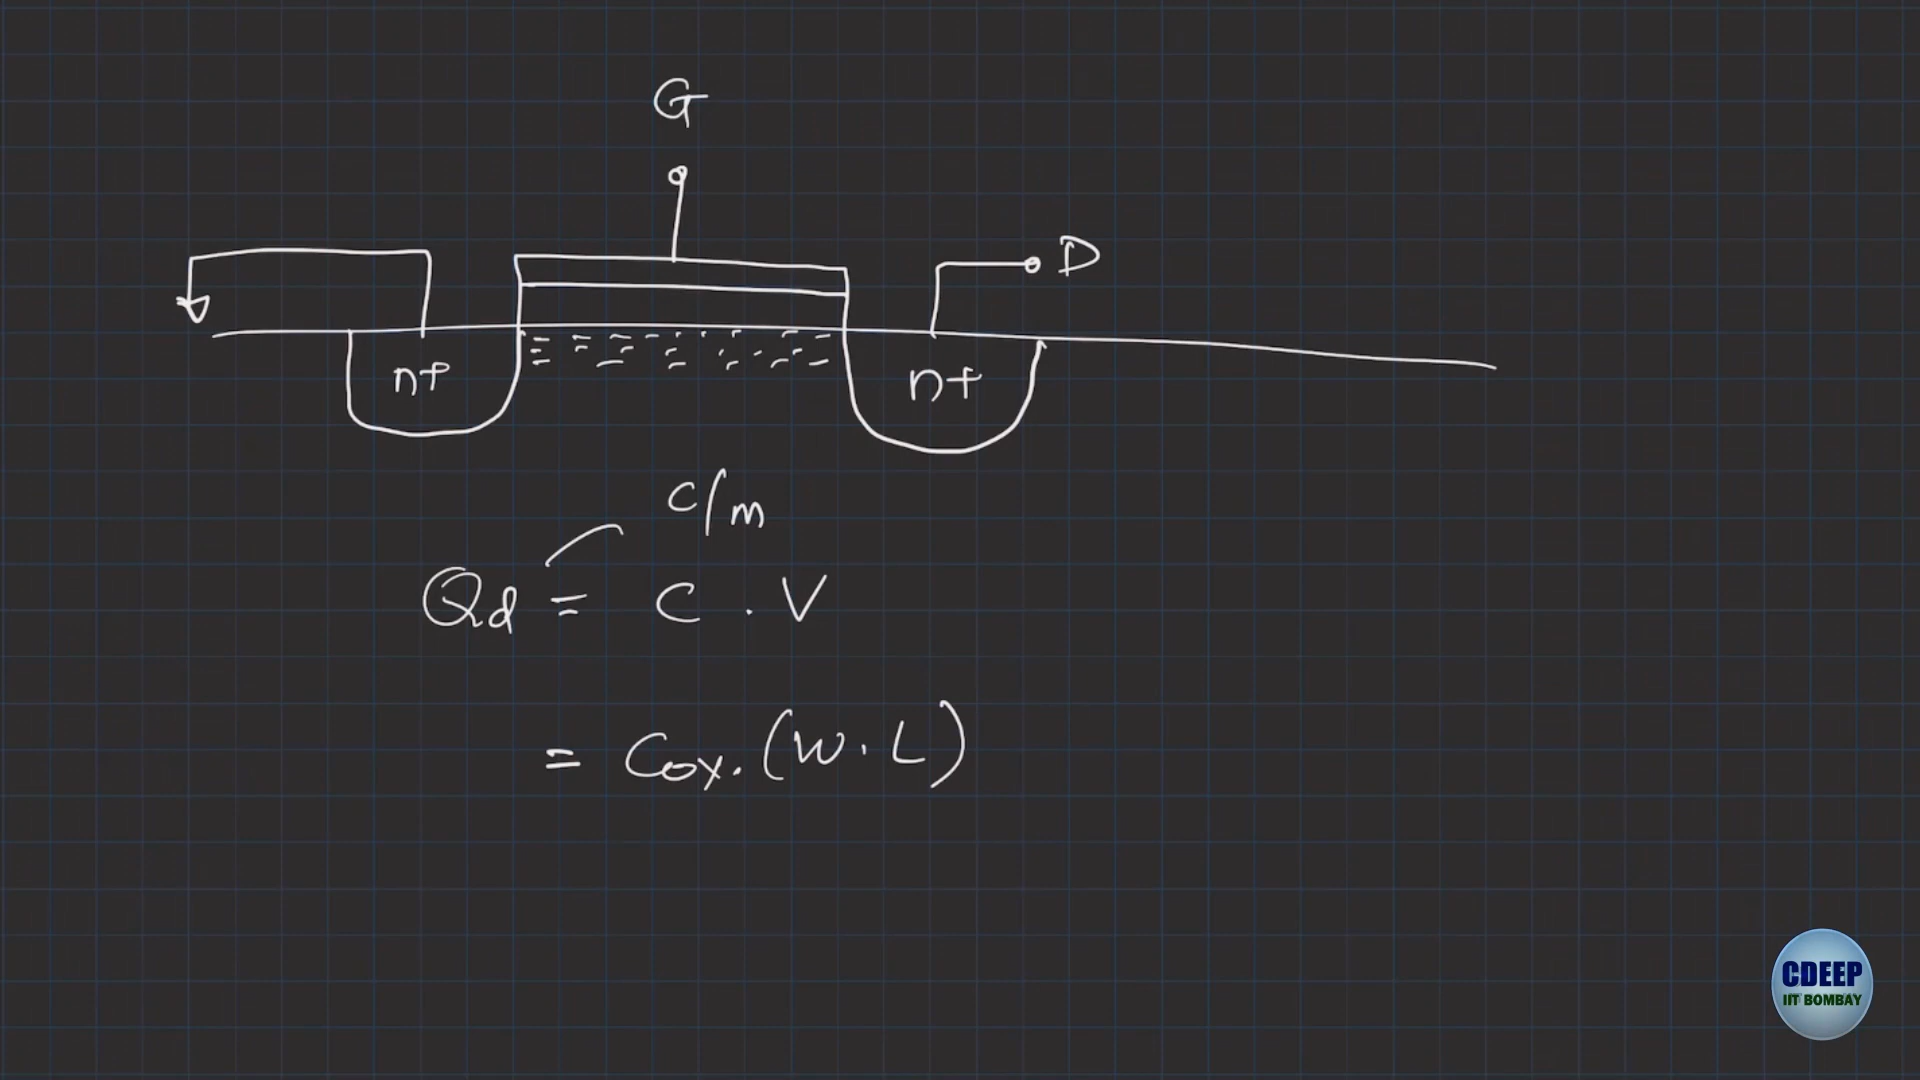 G
D
n+ n+
C/m
Qd = C . V
= Cox. (W. L)
CDEEP
IIT BOMBAY